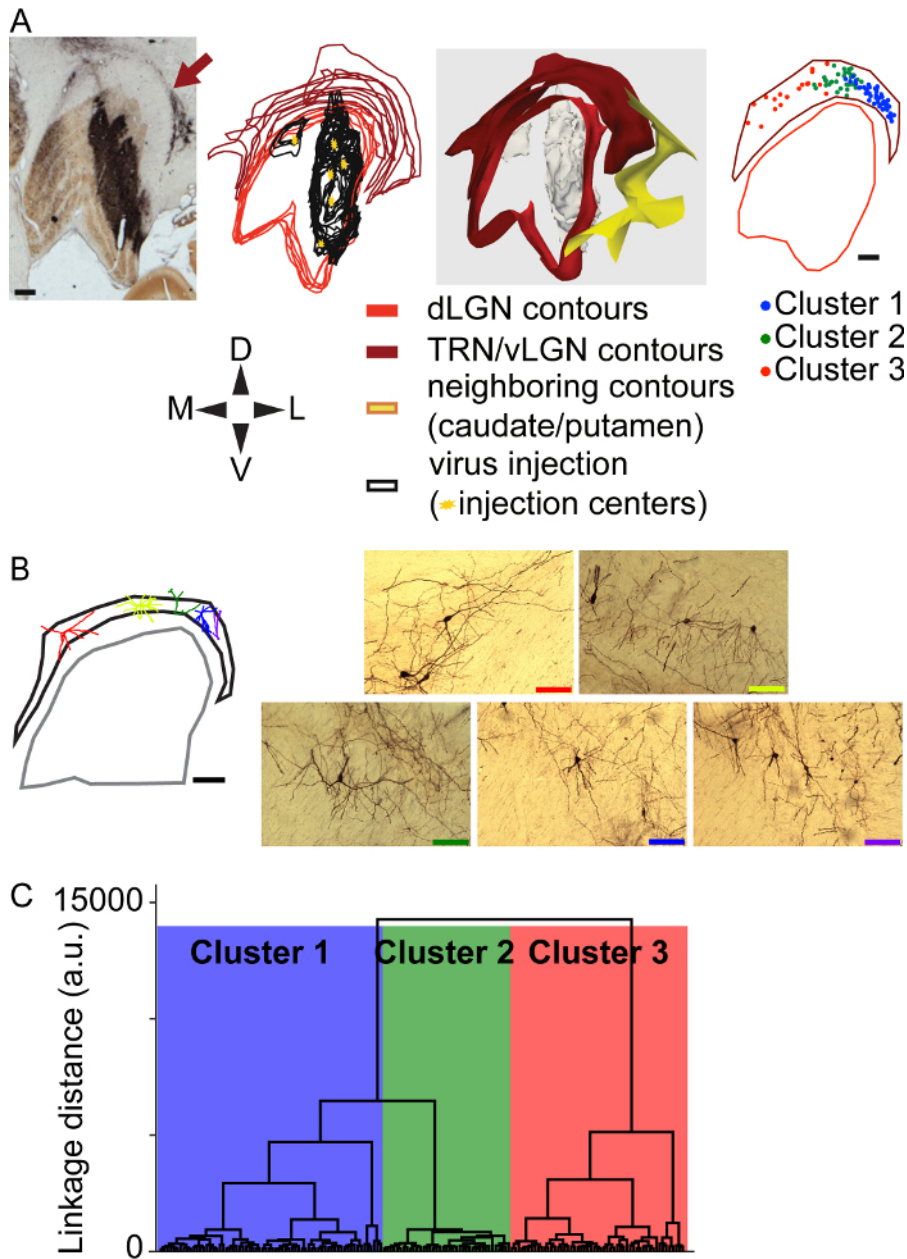 A
Cluster 1
Cluster 2
Cluster 3
dLGN contours
TRN/vLGN contours
neighboring contours
(caudate/putamen)
virus injection
(injection centers)
D
M
L
V
B
C
15000
0
Linkage distance (a.u.)
Cluster 1
Cluster 2
Cluster 3